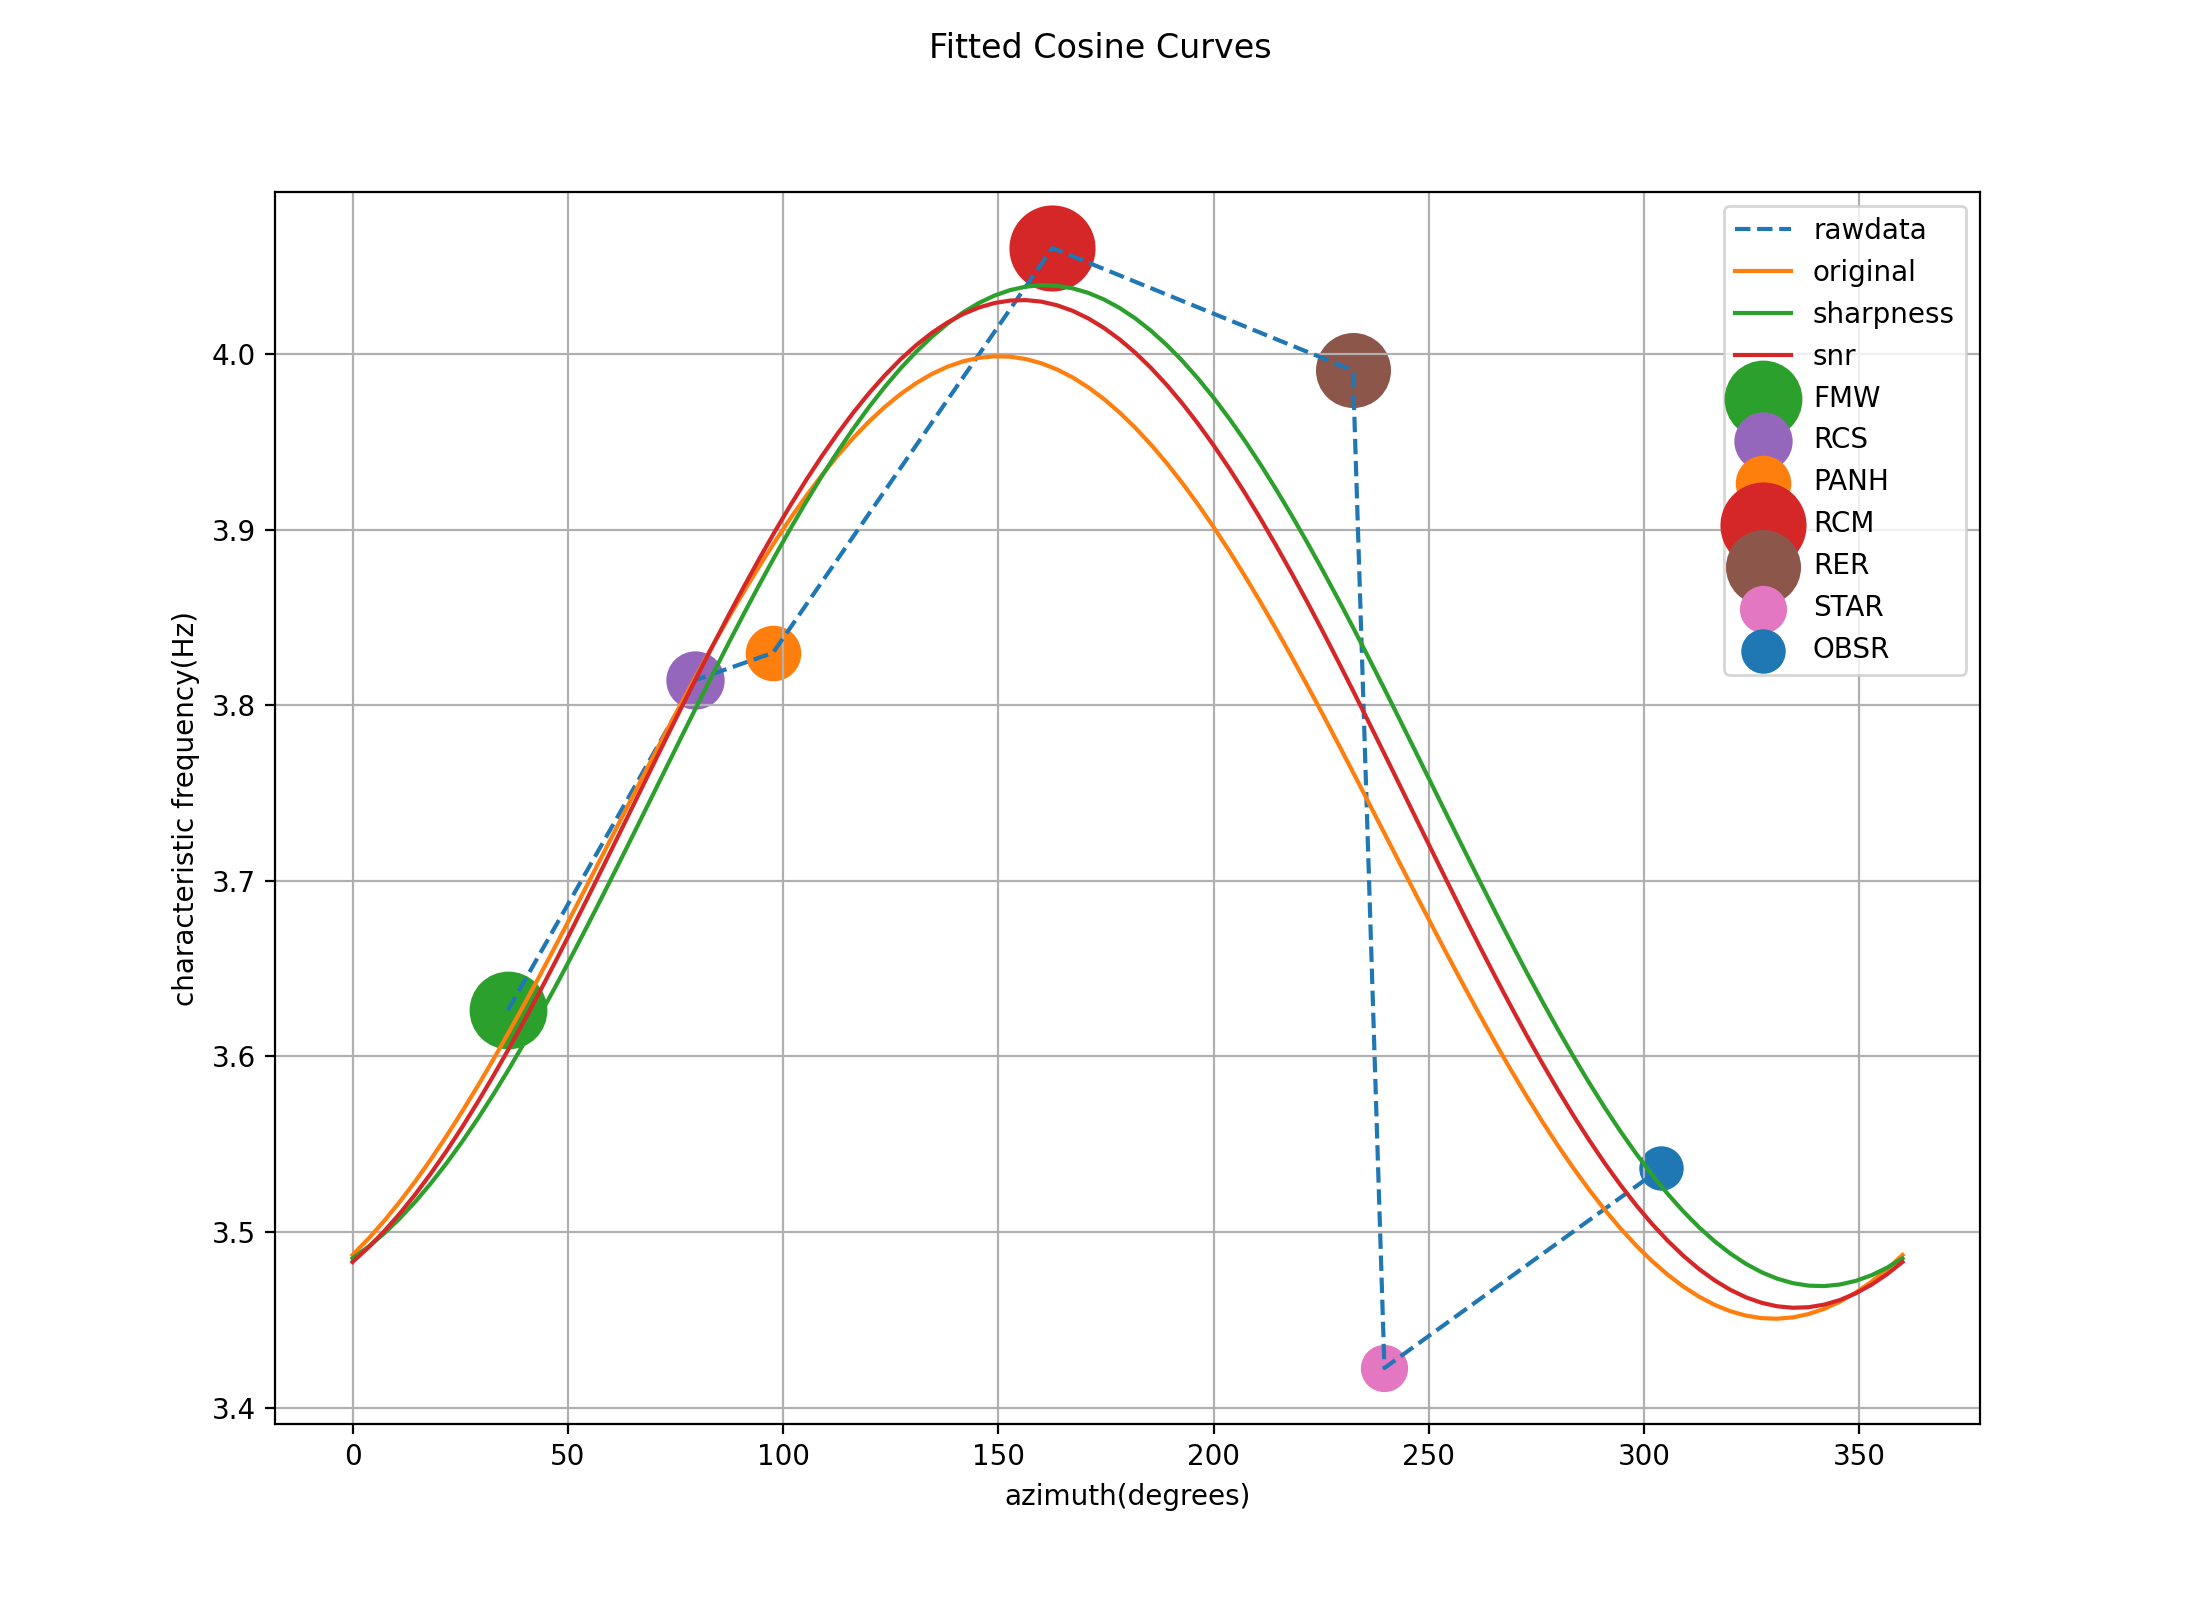 Fitted Cosine Curves
rawdata
original
sharpness
snr
FMW
RCS
PANH
RCM
RER
STAR
OBSR
characteristic frequency(Hz)
4.0
3.9
3.8
3.7
3.6
3.5
3.4
0 50 100 150 200 250 300 350
azimuth(degrees)